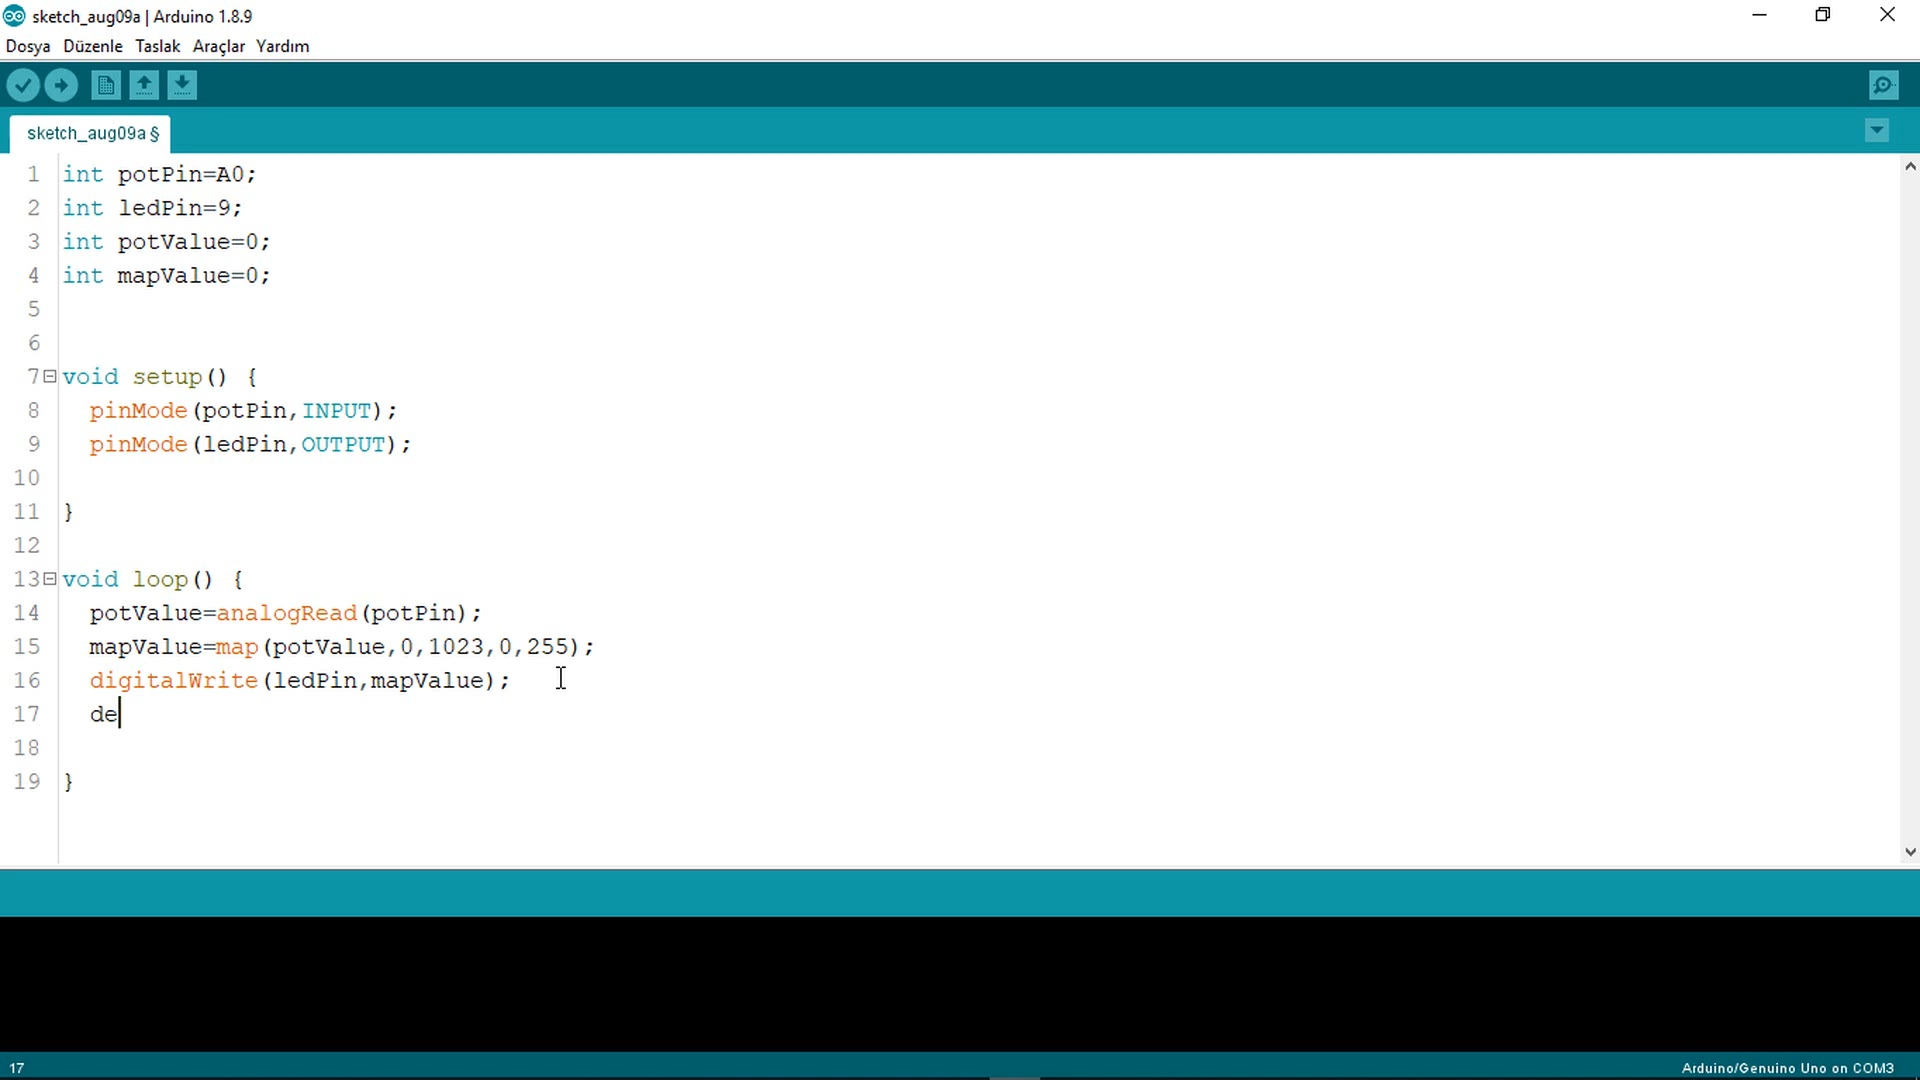 sketch_aug09a | Arduino 1.8.9
Dosya Düzenle Taslak Araçlar Yardım
sketch_aug09a §
1 int potPin=A0;
2 int ledPin=9;
3 int potValue=0;
4 int mapValue=0;
5
6
7 void setup() {
8   pinMode(potPin,INPUT);
9   pinMode(ledPin,OUTPUT);
10
11 }
12
13 void loop() {
14   potValue=analogRead(potPin);
15   mapValue=map(potValue,0,1023,0,255);
16   digitalWrite(ledPin,mapValue);
17   de
18
19 }
17 Arduino/Genuino Uno on COM3